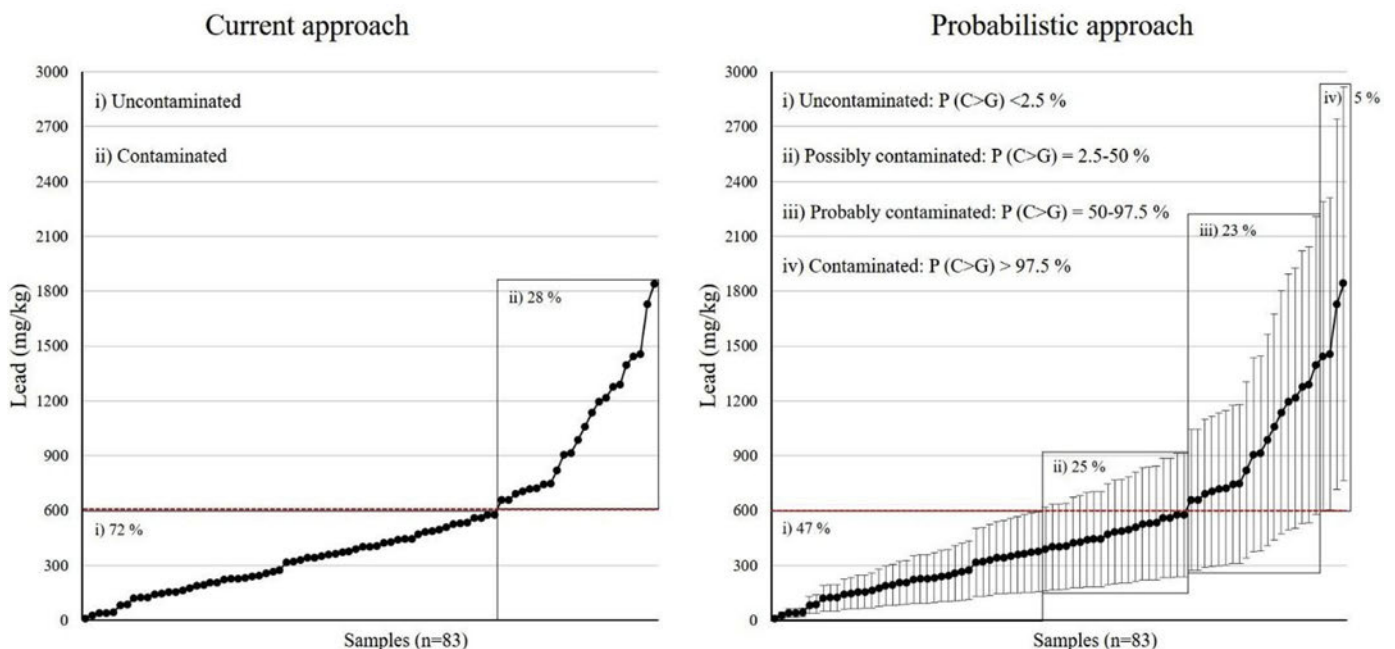 Current approach
Lead (mg/kg)
3000
2700
2400
2100
1800
1500
1200
900
600
300
0
i) Uncontaminated
ii) Contaminated
ii) 28 %
i) 72 %
Samples (n=83)
Probabilistic approach
Lead (mg/kg)
3000
2700
2400
2100
1800
1500
1200
900
600
300
0
i) Uncontaminated: P (C>G) <2.5 %
ii) Possibly contaminated: P (C>G) = 2.5-50 %
iii) Probably contaminated: P (C>G) = 50-97.5 %
iv) Contaminated: P (C>G) > 97.5 %
iv) 5 %
iii) 23 %
ii) 25 %
i) 47 %
Samples (n=83)